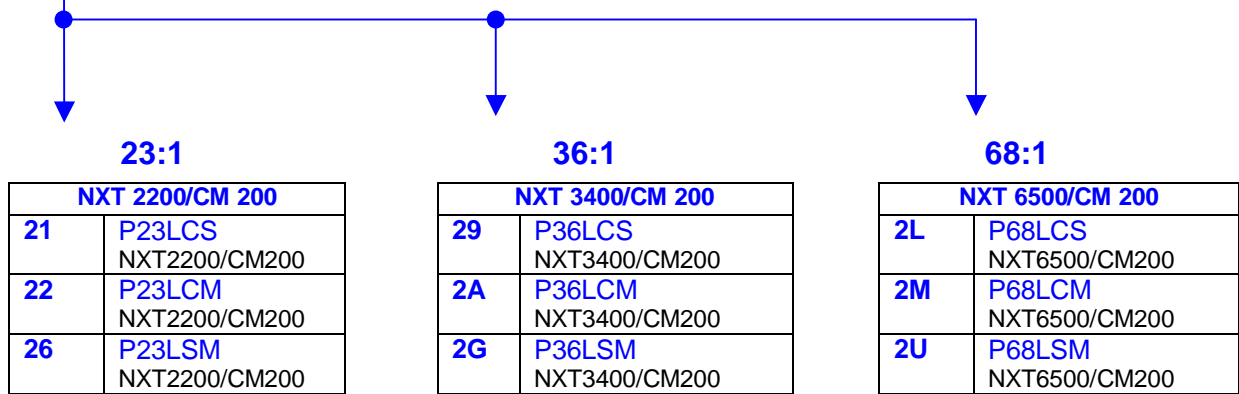 23:1
NXT 2200/CM 200
21 P23LCS
NXT2200/CM200
22 P23LCM
NXT2200/CM200
26 P23LSM
NXT2200/CM200
36:1
NXT 3400/CM 200
29 P36LCS
NXT3400/CM200
2A P36LCM
NXT3400/CM200
2G P36LSM
NXT3400/CM200
68:1
NXT 6500/CM 200
2L P68LCS
NXT6500/CM200
2M P68LCM
NXT6500/CM200
2U P68LSM
NXT6500/CM200